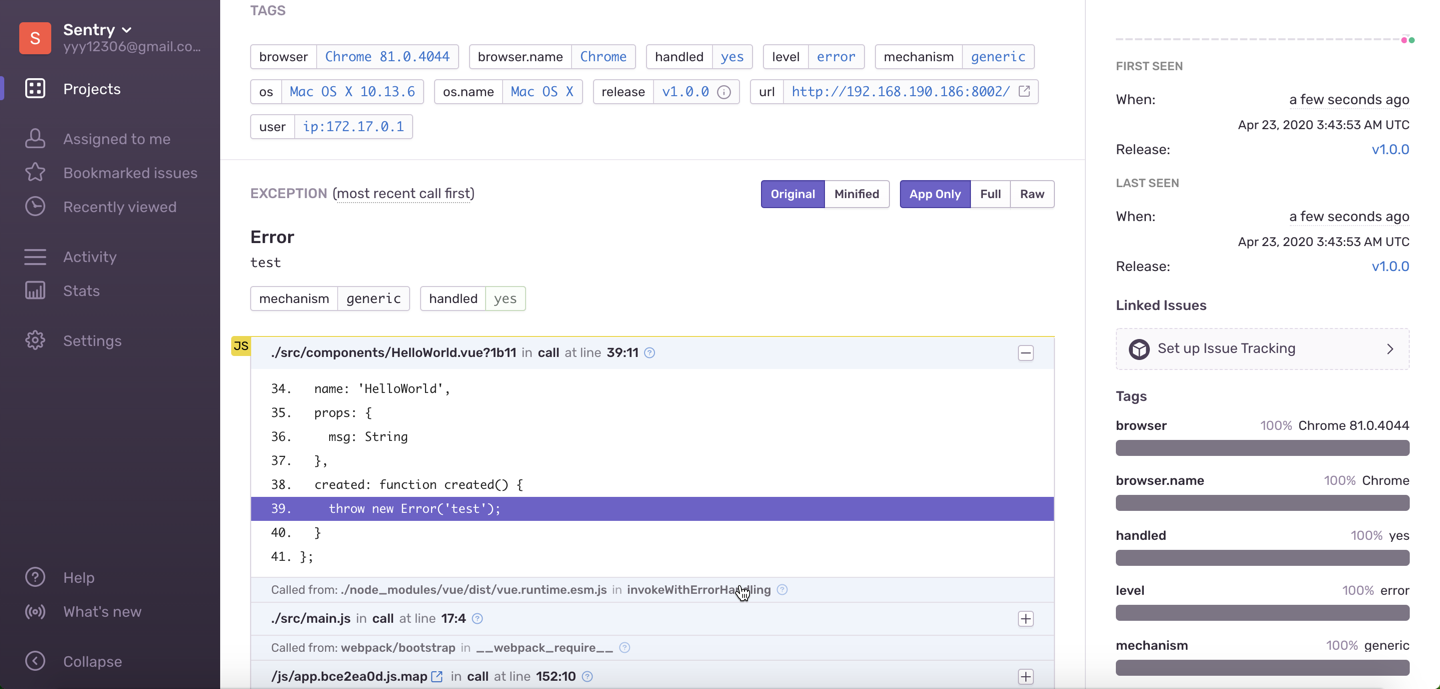 S
Sentry
yyy12306@gmail.co...
Projects
Assigned to me
Bookmarked issues
Recently viewed
Activity
Stats
Settings
Help
What's new
Collapse
TAGS
browser Chrome 81.0.4044 browser.name Chrome handled yes level error mechanism generic
os Mac OS X 10.13.6 os.name Mac OS X release v1.0.0 url http://192.168.190.186:8002/
user ip:172.17.0.1
EXCEPTION (most recent call first) Original Minified App Only Full Raw
Error
test
mechanism generic handled yes
JS
./src/components/HelloWorld.vue?1b11 in call at line 39:11
34. name: 'HelloWorld',
35. props: {
36. msg: String
37. },
38. created: function created() {
39. throw new Error('test');
40. }
41. };
Called from: ./node_modules/vue/dist/vue.runtime.esm.js in invokeWithErrorHandling
./src/main.js in call at line 17:4
Called from: webpack/bootstrap in __webpack_require__
/js/app.bce2ea0d.js.map in call at line 152:10
FIRST SEEN
When: a few seconds ago
Apr 23, 2020 3:43:53 AM UTC
Release: v1.0.0
LAST SEEN
When: a few seconds ago
Apr 23, 2020 3:43:53 AM UTC
Release: v1.0.0
Linked Issues
Set up Issue Tracking
Tags
browser 100% Chrome 81.0.4044
browser.name 100% Chrome
handled 100% yes
level 100% error
mechanism 100% generic